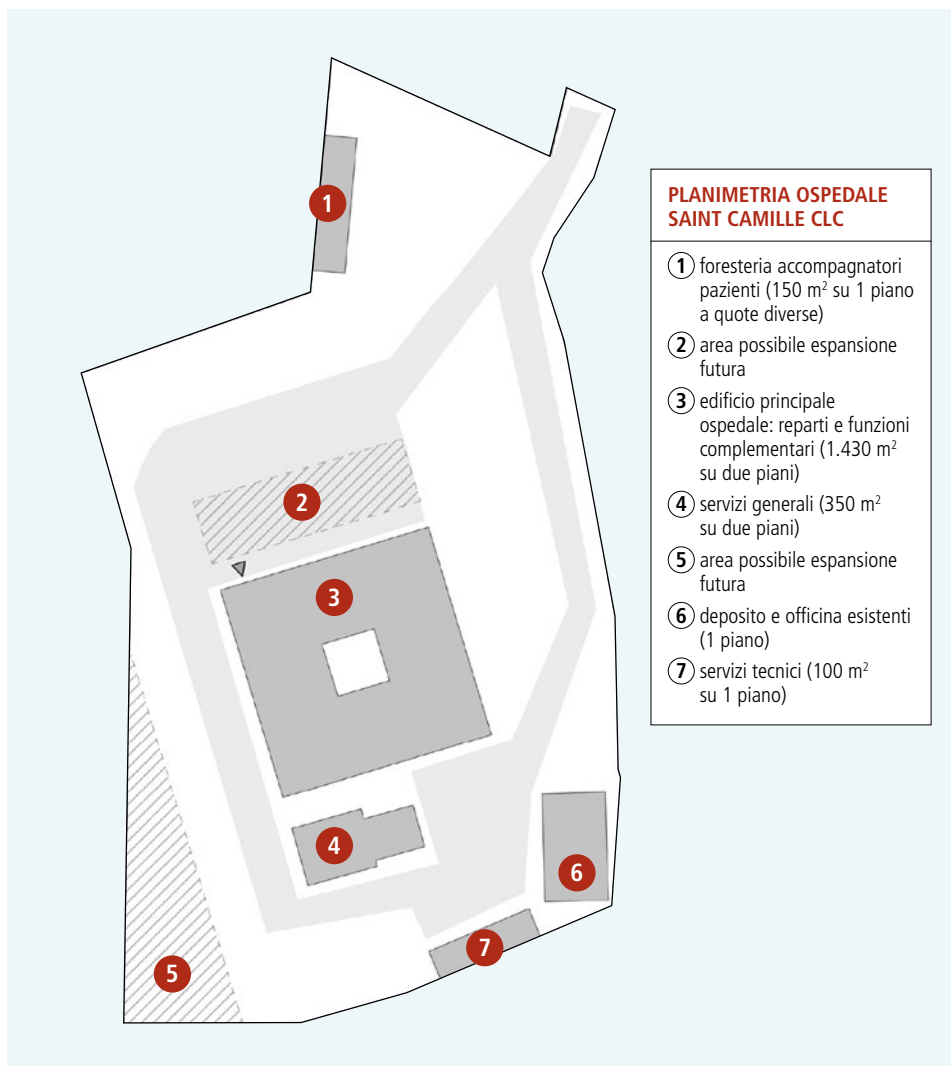 1
2
3
4
5
6
7
PLANIMETRIA OSPEDALE
SAINT CAMILLE CLC
1 foresteria accompagnatori
pazienti (150 m² su 1 piano
a quote diverse)
2 area possibile espansione
futura
3 edificio principale
ospedale: reparti e funzioni
complementari (1.430 m²
su due piani)
4 servizi generali (350 m²
su due piani)
5 area possibile espansione
futura
6 deposito e officina esistenti
(1 piano)
7 servizi tecnici (100 m²
su 1 piano)